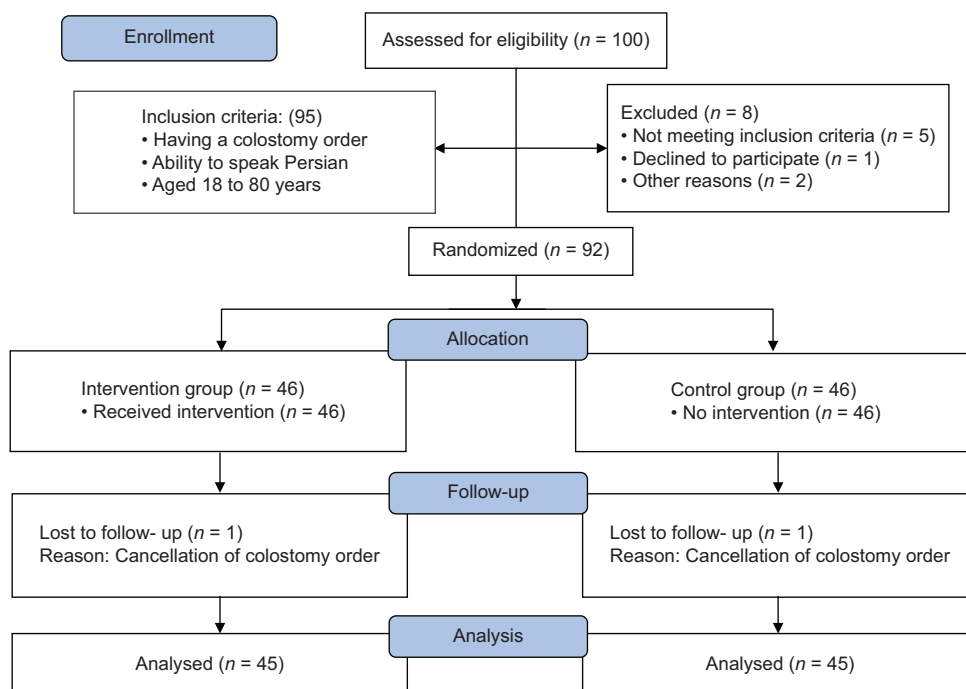 Enrollment
Assessed for eligibility (n = 100)
Inclusion criteria: (95)
• Having a colostomy order
• Ability to speak Persian
• Aged 18 to 80 years
Excluded (n = 8)
• Not meeting inclusion criteria (n = 5)
• Declined to participate (n = 1)
• Other reasons (n = 2)
Randomized (n = 92)
Allocation
Intervention group (n = 46)
• Received intervention (n = 46)
Control group (n = 46)
• No intervention (n = 46)
Follow-up
Lost to follow- up (n = 1)
Reason: Cancellation of colostomy order
Lost to follow- up (n = 1)
Reason: Cancellation of colostomy order
Analysis
Analysed (n = 45)
Analysed (n = 45)